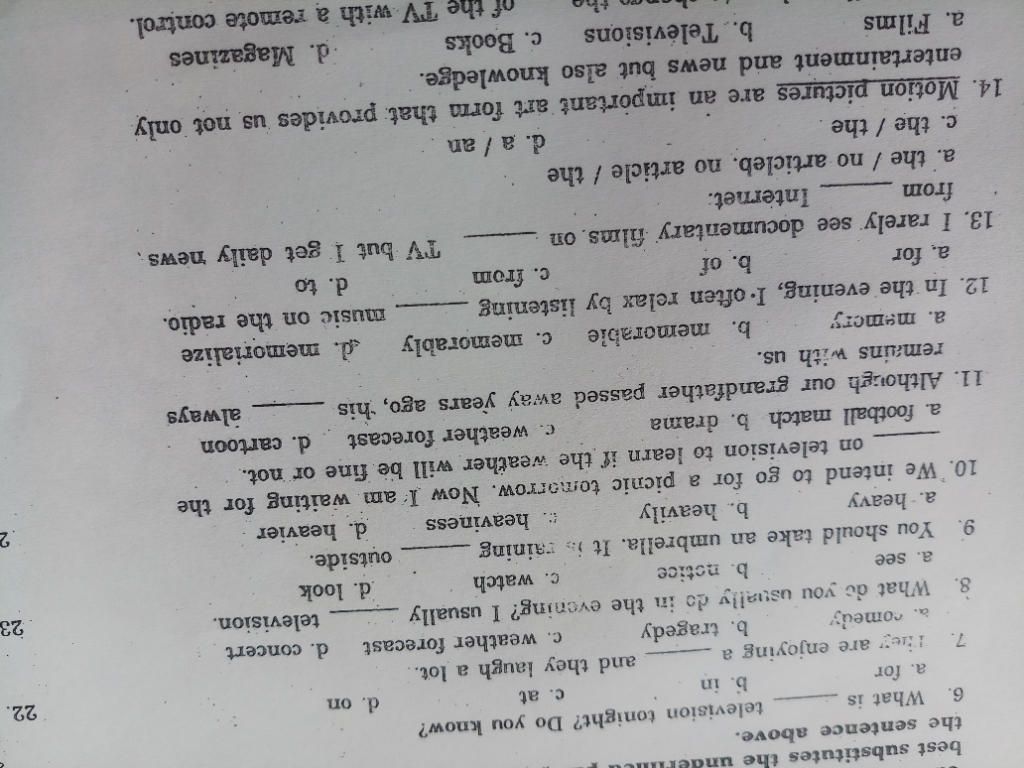 best substitutes the underlined
the sentence above.
6. What is ______ television tonight? Do you know?
a. for b. in c. at d. on
7. They are enjoying a ______ and they laugh a lot.
a. comedy b. tragedy c. weather forecast d. concert
8. What do you usually do in the evening? I usually ______ television.
a. see b. notice c. watch d. look
9. You should take an umbrella. It is raining ______ outside.
a. heavy b. heavily c. heaviness d. heavier
10. We intend to go for a picnic tomorrow. Now I am waiting for the
______ on television to learn if the weather will be fine or not.
a. football match b. drama c. weather forecast d. cartoon
11. Although our grandfather passed away years ago, his ______ always
remains with us.
a. memory b. memorable c. memorably d. memorialize
12. In the evening, I often relax by listening ______ music on the radio.
a. for b. of c. from d. to
13. I rarely see documentary films on ______ TV but I get daily news
from ______ Internet.
a. the / no article b. no article / the
c. the / the d. a / an
14. Motion pictures are an important art form that provides us not only
entertainment and news but also knowledge.
a. Films b. Televisions c. Books d. Magazines
the ______ of the TV with a remote control.
22.
23
2